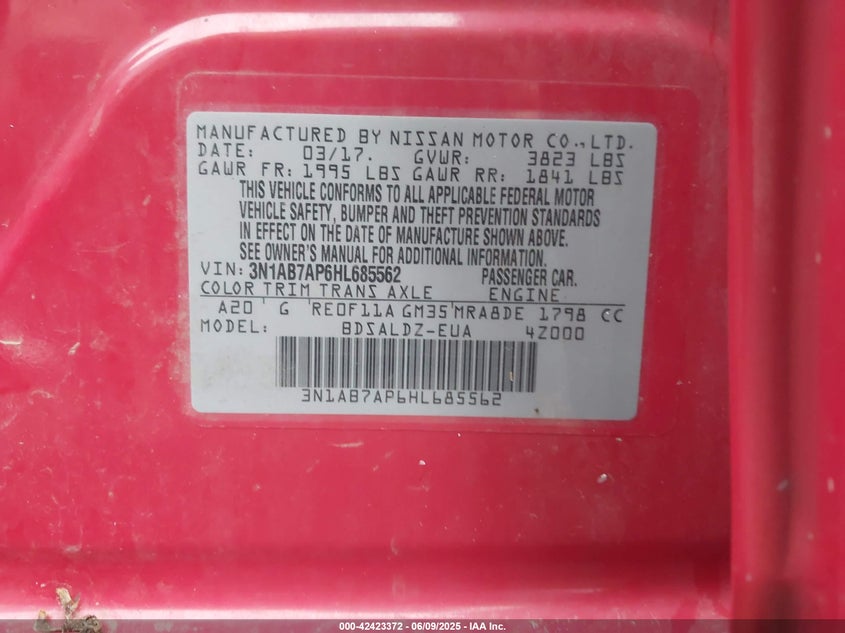 MANUFACTURED BY NISSAN MOTOR CO.,LTD.
DATE: 03/17. GVWR: 3823 LBS
GAWR FR: 1995 LBS GAWR RR: 1841 LBS
THIS VEHICLE CONFORMS TO ALL APPLICABLE FEDERAL MOTOR
VEHICLE SAFETY, BUMPER AND THEFT PREVENTION STANDARDS
IN EFFECT ON THE DATE OF MANUFACTURE SHOWN ABOVE.
SEE OWNER'S MANUAL FOR ADDITIONAL INFORMATION.
VIN: 3N1AB7AP6HL685562 PASSENGER CAR.
COLOR TRIM TRANS AXLE ENGINE
A20 G RE0F11A GM35 MRA8DE 1798 CC
MODEL: BDSALDZ-EUA 4Z000
3N1AB7AP6HL685562
000-42423372 - 06/09/2025 - IAA Inc.